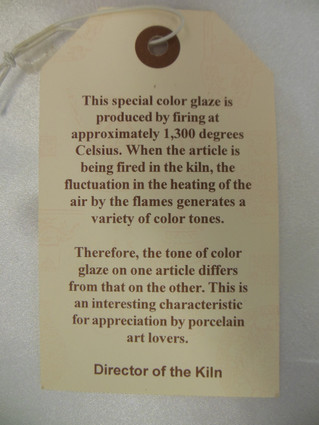 This special color glaze is
produced by firing at
approximately 1,300 degrees
Celsius. When the article is
being fired in the kiln, the
fluctuation in the heating of the
air by the flames generates a
variety of color tones.
Therefore, the tone of color
glaze on one article differs
from that on the other. This is
an interesting characteristic
for appreciation by porcelain
art lovers.
Director of the Kiln